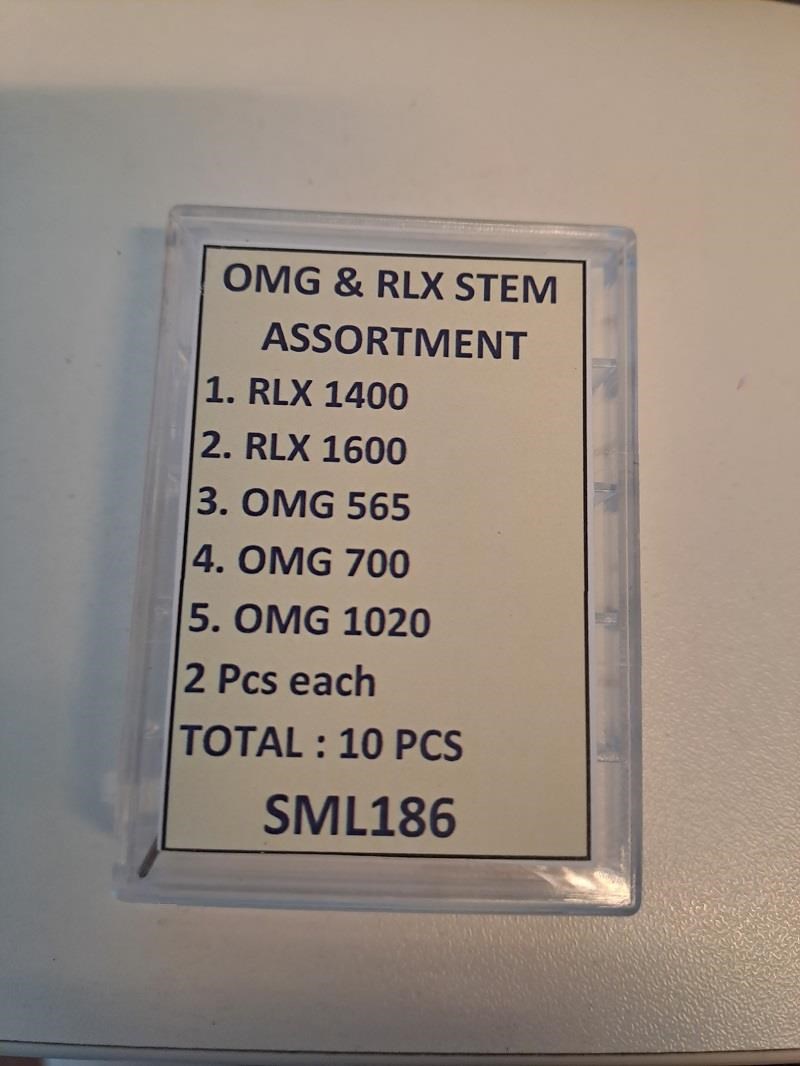 OMG & RLX STEM
ASSORTMENT
1. RLX 1400
2. RLX 1600
3. OMG 565
4. OMG 700
5. OMG 1020
2 Pcs each
TOTAL : 10 PCS
SML186